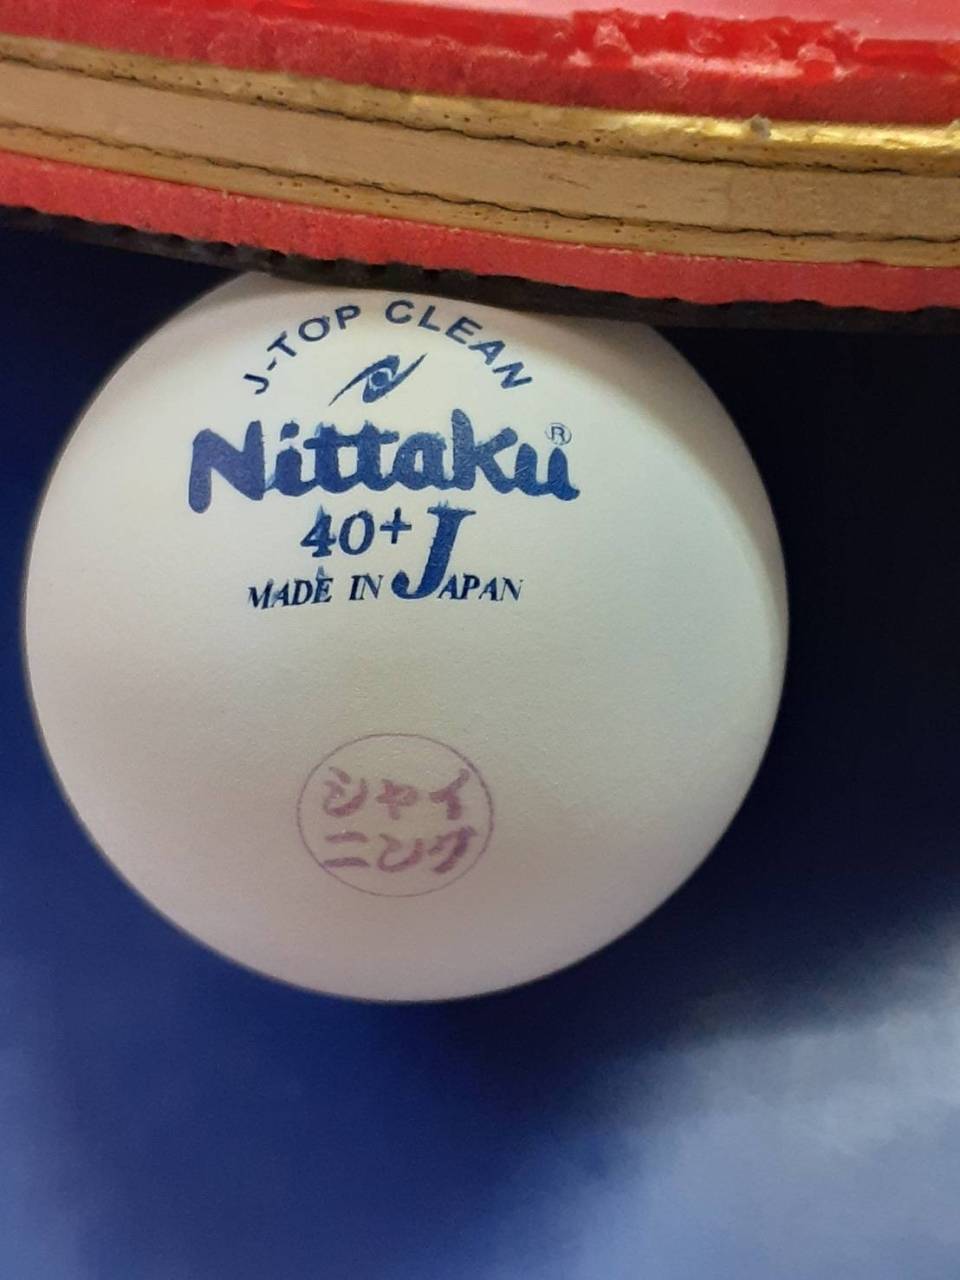 J-TOP CLEAN
Nittaku®
40+
MADE IN JAPAN
シャイ
ニング